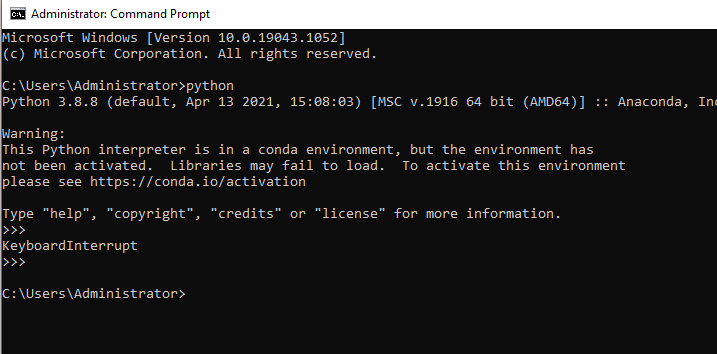 Administrator: Command Prompt
Microsoft Windows [Version 10.0.19043.1052]
(c) Microsoft Corporation. All rights reserved.
C:\Users\Administrator>python
Python 3.8.8 (default, Apr 13 2021, 15:08:03) [MSC v.1916 64 bit (AMD64)] :: Anaconda, Inc
Warning:
This Python interpreter is in a conda environment, but the environment has
not been activated.  Libraries may fail to load.  To activate this environment
please see https://conda.io/activation
Type "help", "copyright", "credits" or "license" for more information.
>>>
KeyboardInterrupt
>>>
C:\Users\Administrator>